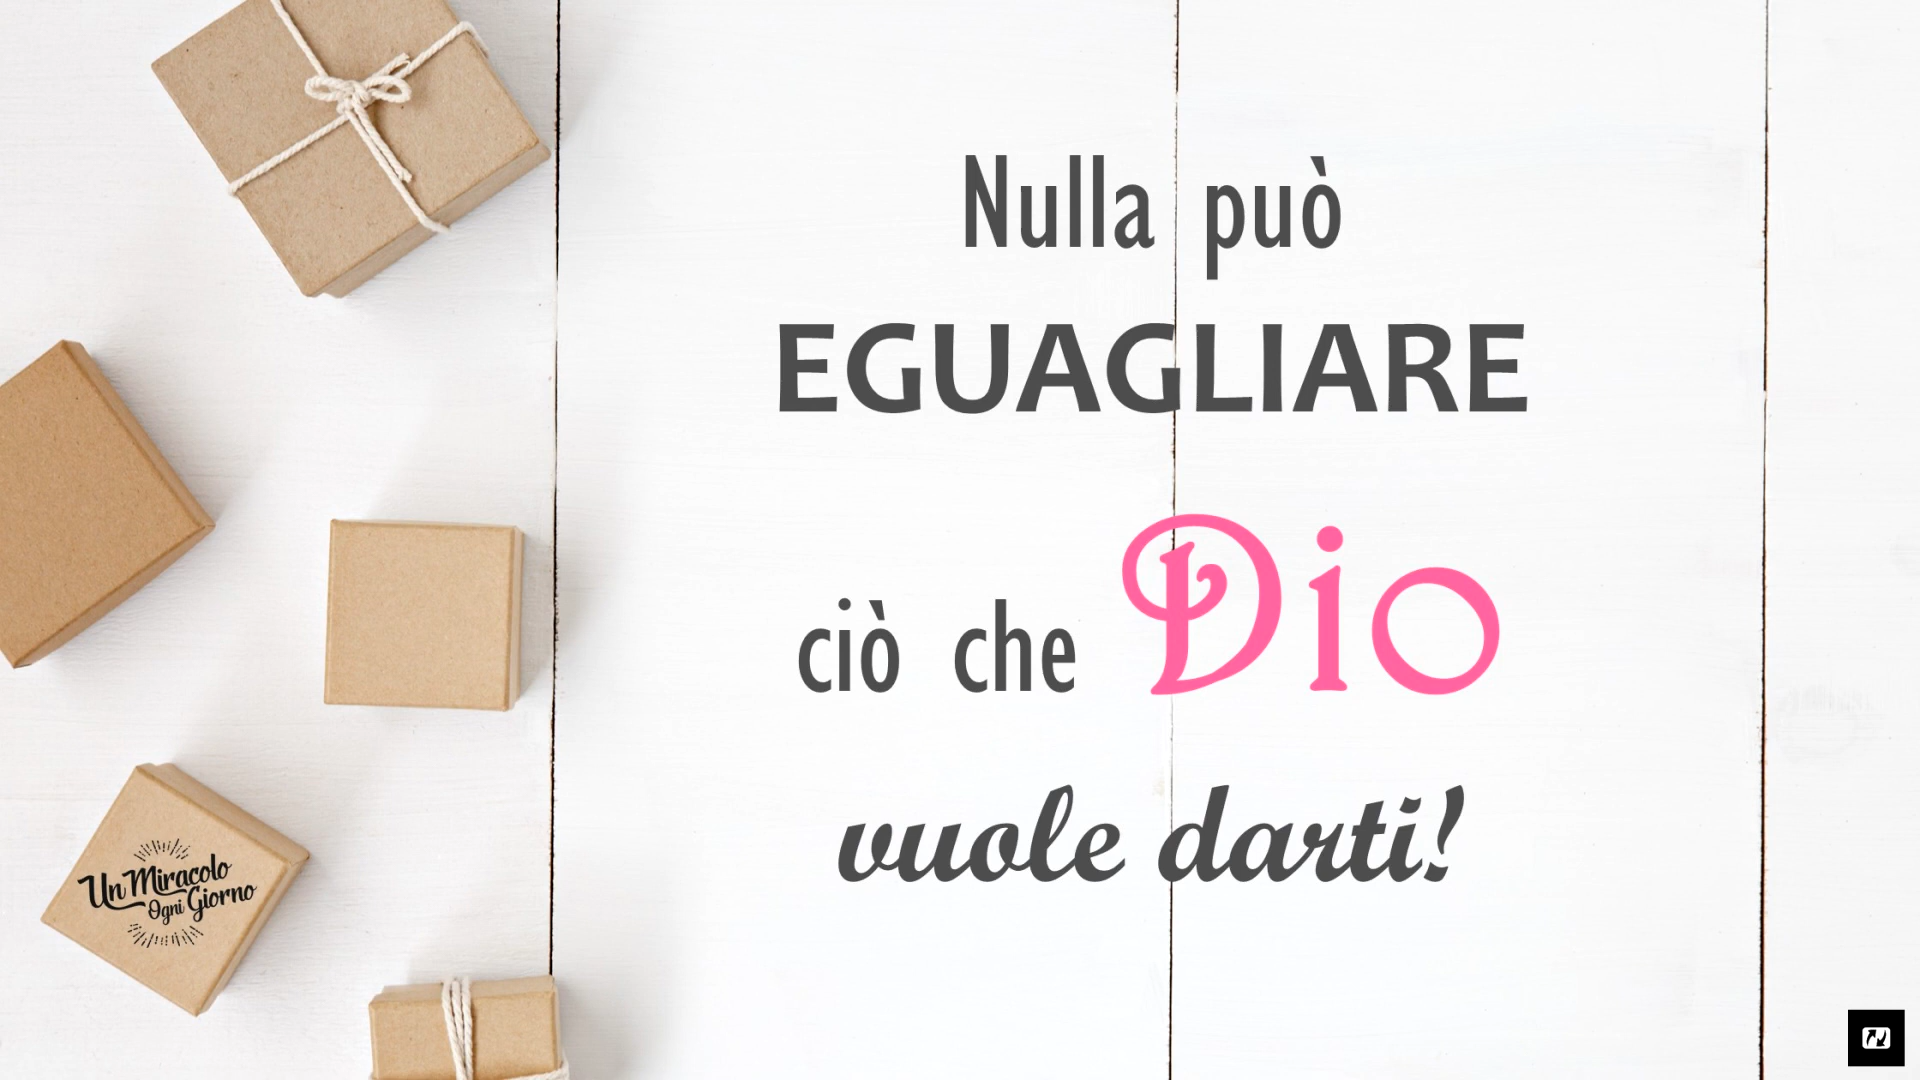 Nulla può
EGUAGLIARE
ciò che Dio
vuole darti!
Un Miracolo
Ogni Giorno